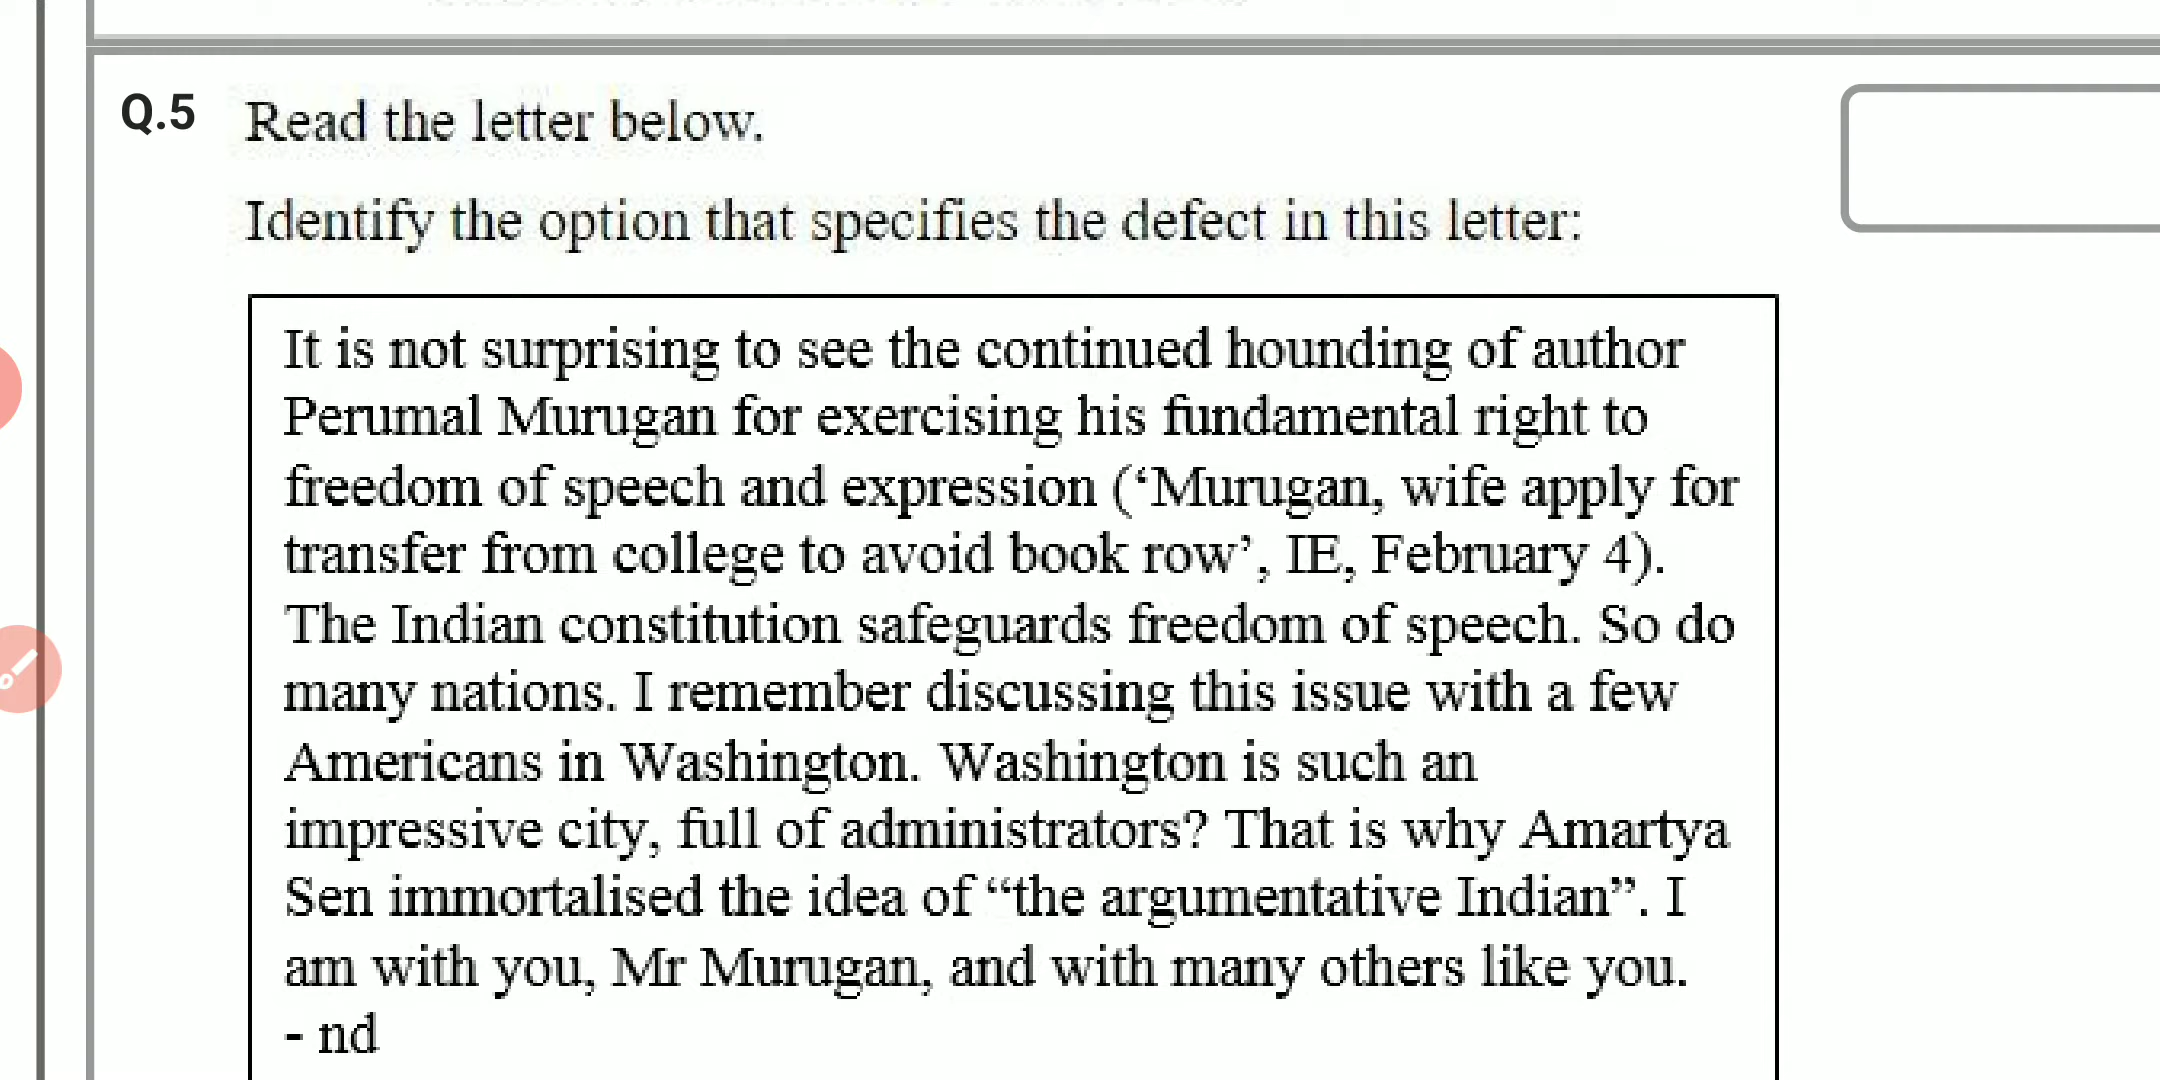 Q.5 Read the letter below.
Identify the option that specifies the defect in this letter:
It is not surprising to see the continued hounding of author
Perumal Murugan for exercising his fundamental right to
freedom of speech and expression (‘Murugan, wife apply for
transfer from college to avoid book row’, IE, February 4).
The Indian constitution safeguards freedom of speech. So do
many nations. I remember discussing this issue with a few
Americans in Washington. Washington is such an
impressive city, full of administrators? That is why Amartya
Sen immortalised the idea of “the argumentative Indian”. I
am with you, Mr Murugan, and with many others like you.
- nd